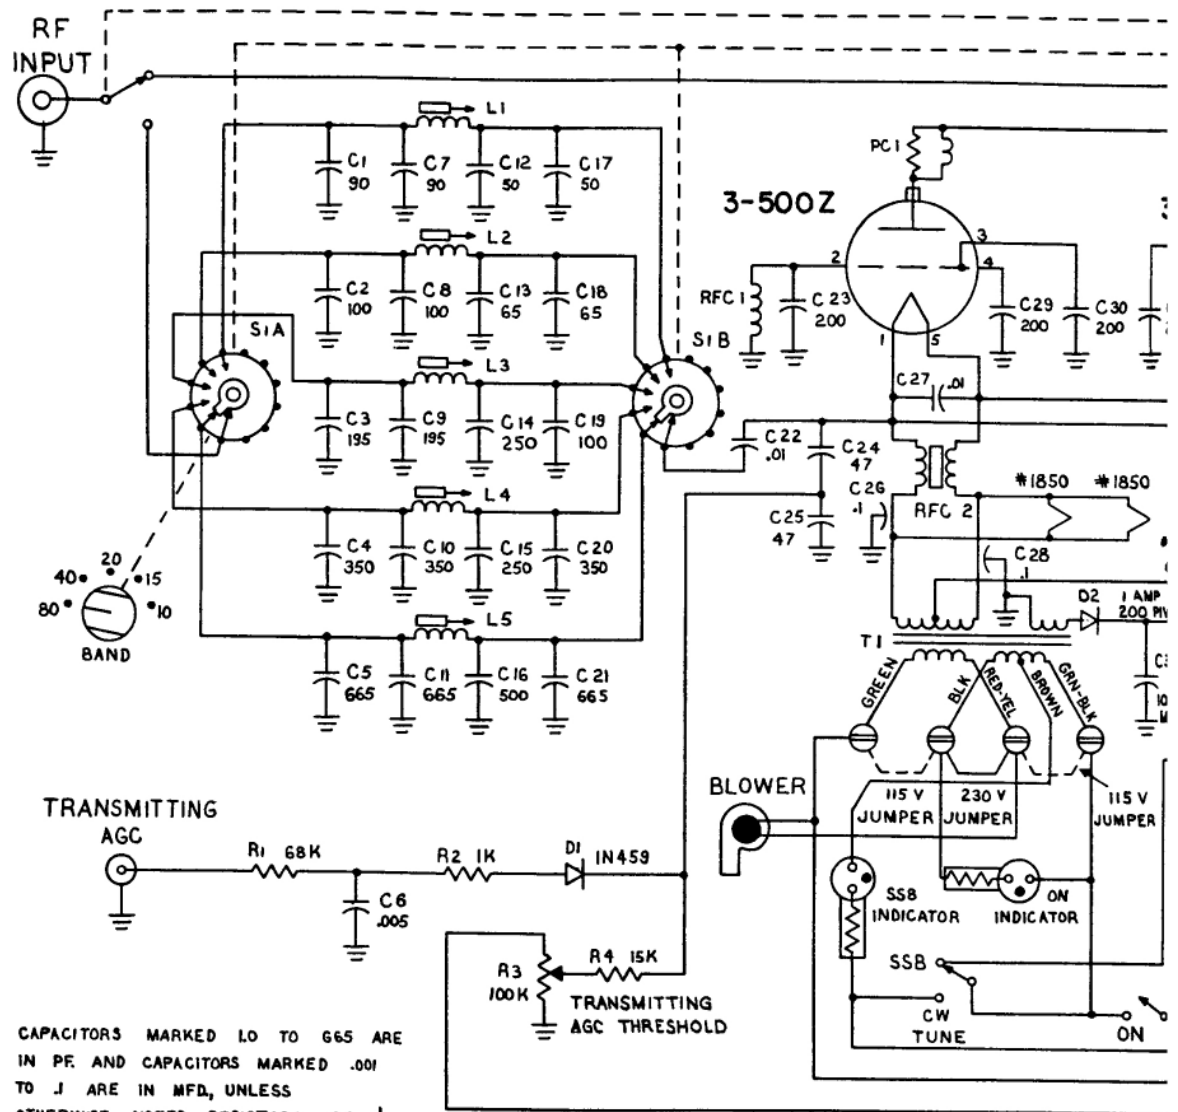 RF
INPUT
L1
C1
90
C7
90
C12
50
C17
50
PC1
3-500Z
L2
C2
100
C8
100
C13
65
C18
65
2
3
4
1
5
RFC1
C23
200
C29
200
C30
200
S1A
S1B
L3
C3
195
C9
195
C14
250
C19
100
C27
.01
C22
.01
C24
47
C26
.1
C25
47
RFC 2
#1850
#1850
L4
C4
350
C10
350
C15
250
C20
350
C28
.1
D2
1 AMP
200 PIV
T1
80
40
20
15
10
BAND
L5
C5
665
C11
665
C16
500
C21
665
GREEN
BLK
RED-YEL
BROWN
GRN-BLK
BLOWER
115 V
JUMPER
230 V
JUMPER
115 V
JUMPER
TRANSMITTING
AGC
R1 68K
R2 1K
D1
1N459
C6
.005
SSB
INDICATOR
ON
INDICATOR
R3
100K
R4 15K
TRANSMITTING
AGC THRESHOLD
SSB
CW
TUNE
ON
CAPACITORS MARKED 1.0 TO 665 ARE
IN PF. AND CAPACITORS MARKED .001
TO .1 ARE IN MFD., UNLESS